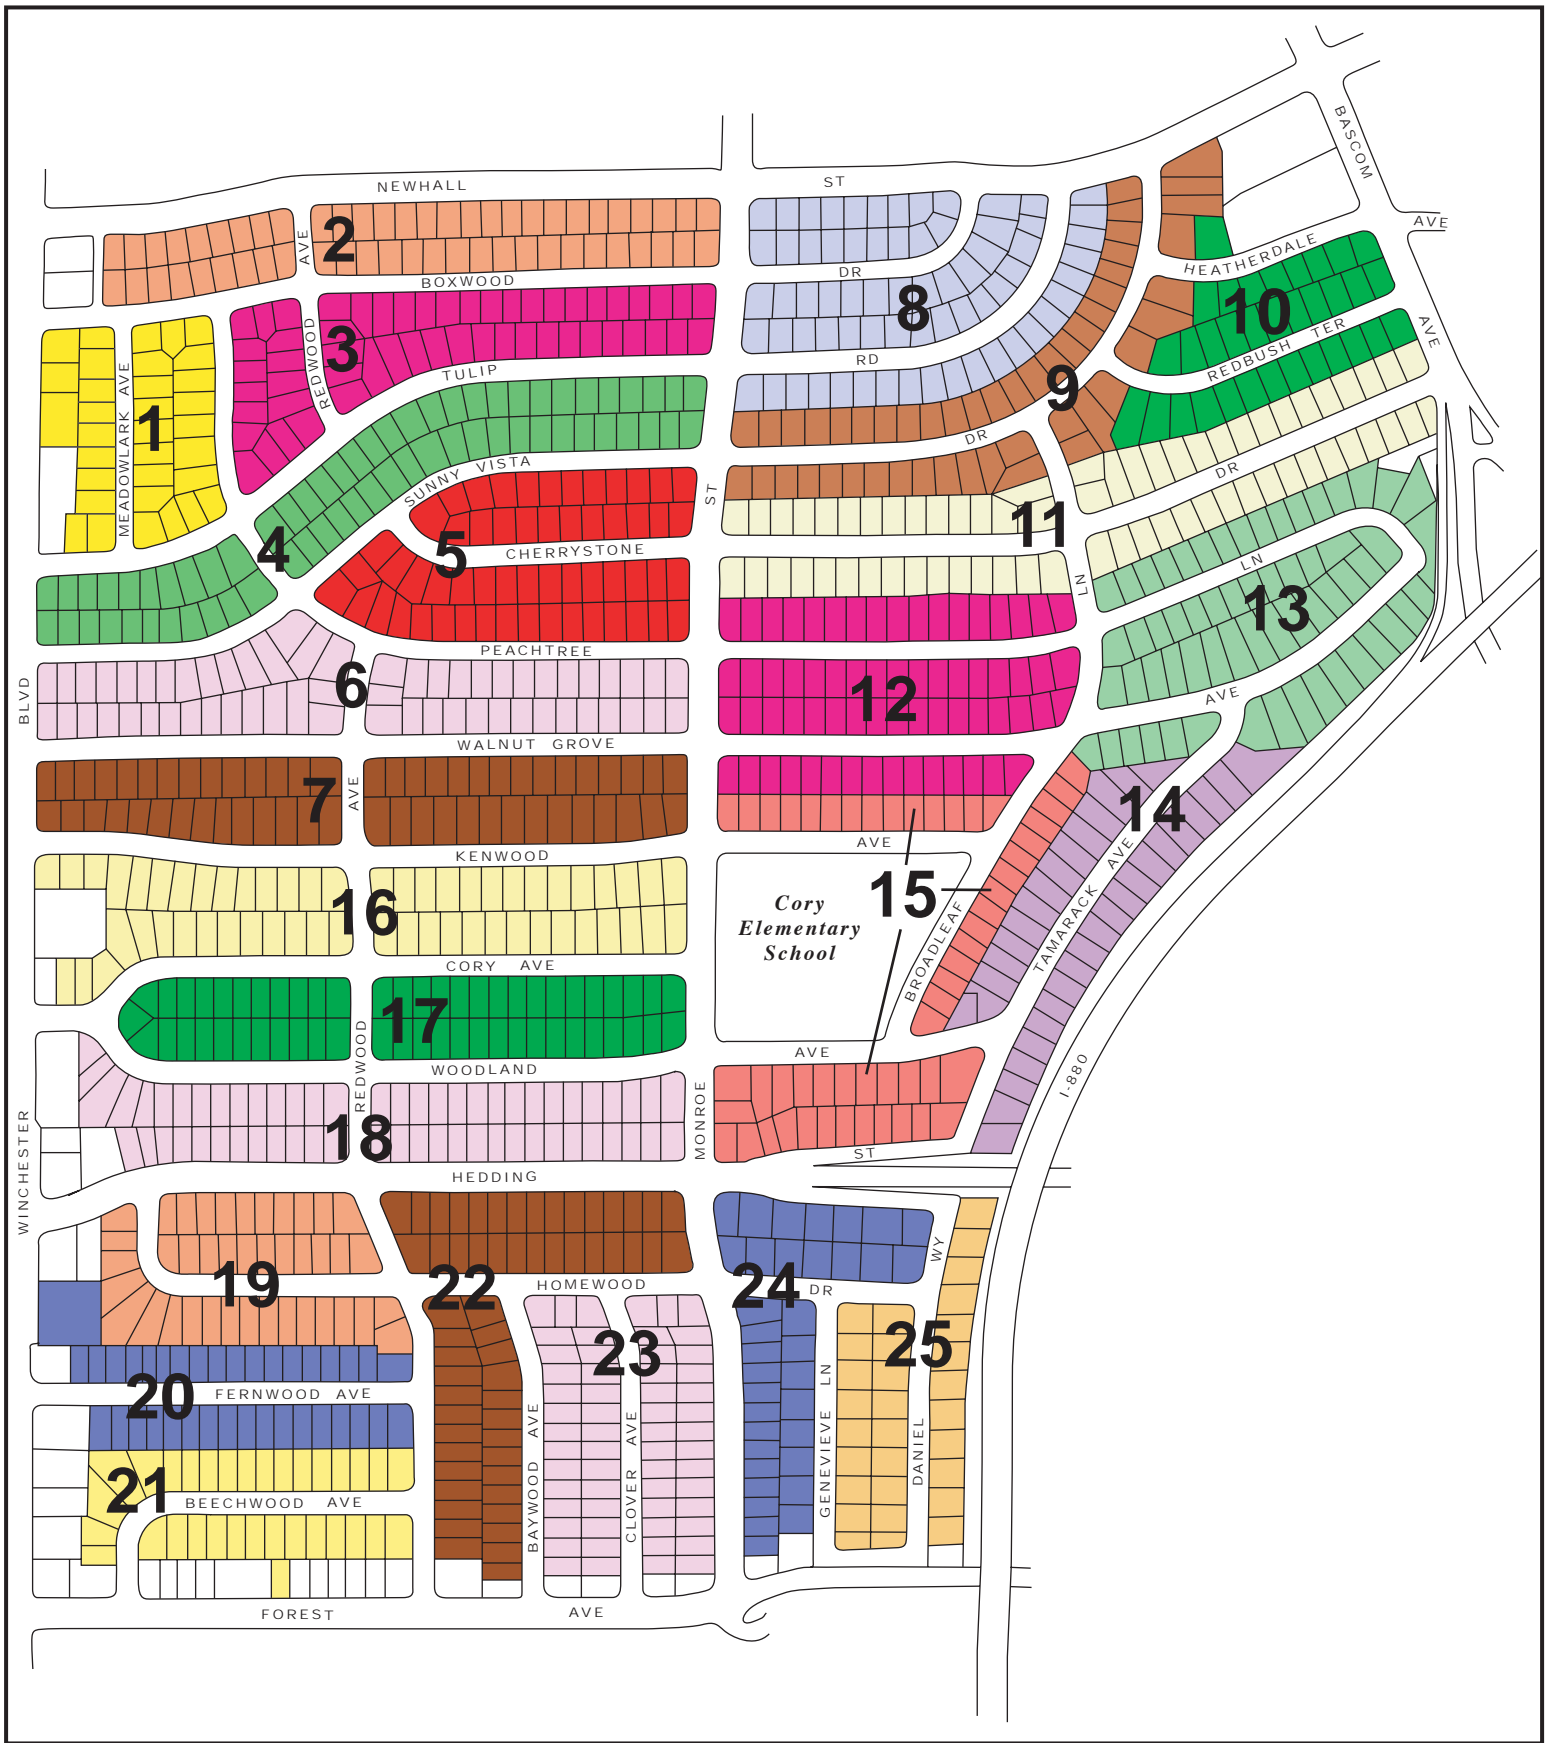 BASCOM
AVE
NEWHALL
ST
2
AVE
BOXWOOD
DR
8
HEATHERDALE
10
REDBUSH TER
AVE
3
REDWOOD
TULIP
RD
9
DR
1
MEADOWLARK AVE
SUNNY VISTA
ST
DR
4
5
CHERRYSTONE
11
LN
LN
13
PEACHTREE
6
12
BLVD
AVE
WALNUT GROVE
7
AVE
14
KENWOOD
AVE
16
15
Cory
Elementary
School
BROADLEAF
TAMARACK AVE
CORY AVE
17
REDWOOD
WOODLAND
AVE
I-880
18
MONROE
ST
WINCHESTER
HEDDING
19
22
HOMEWOOD
24
DR
WY
23
25
20
FERNWOOD AVE
21
BEECHWOOD AVE
BAYWOOD AVE
CLOVER AVE
GENEVIEVE LN
DANIEL
FOREST
AVE